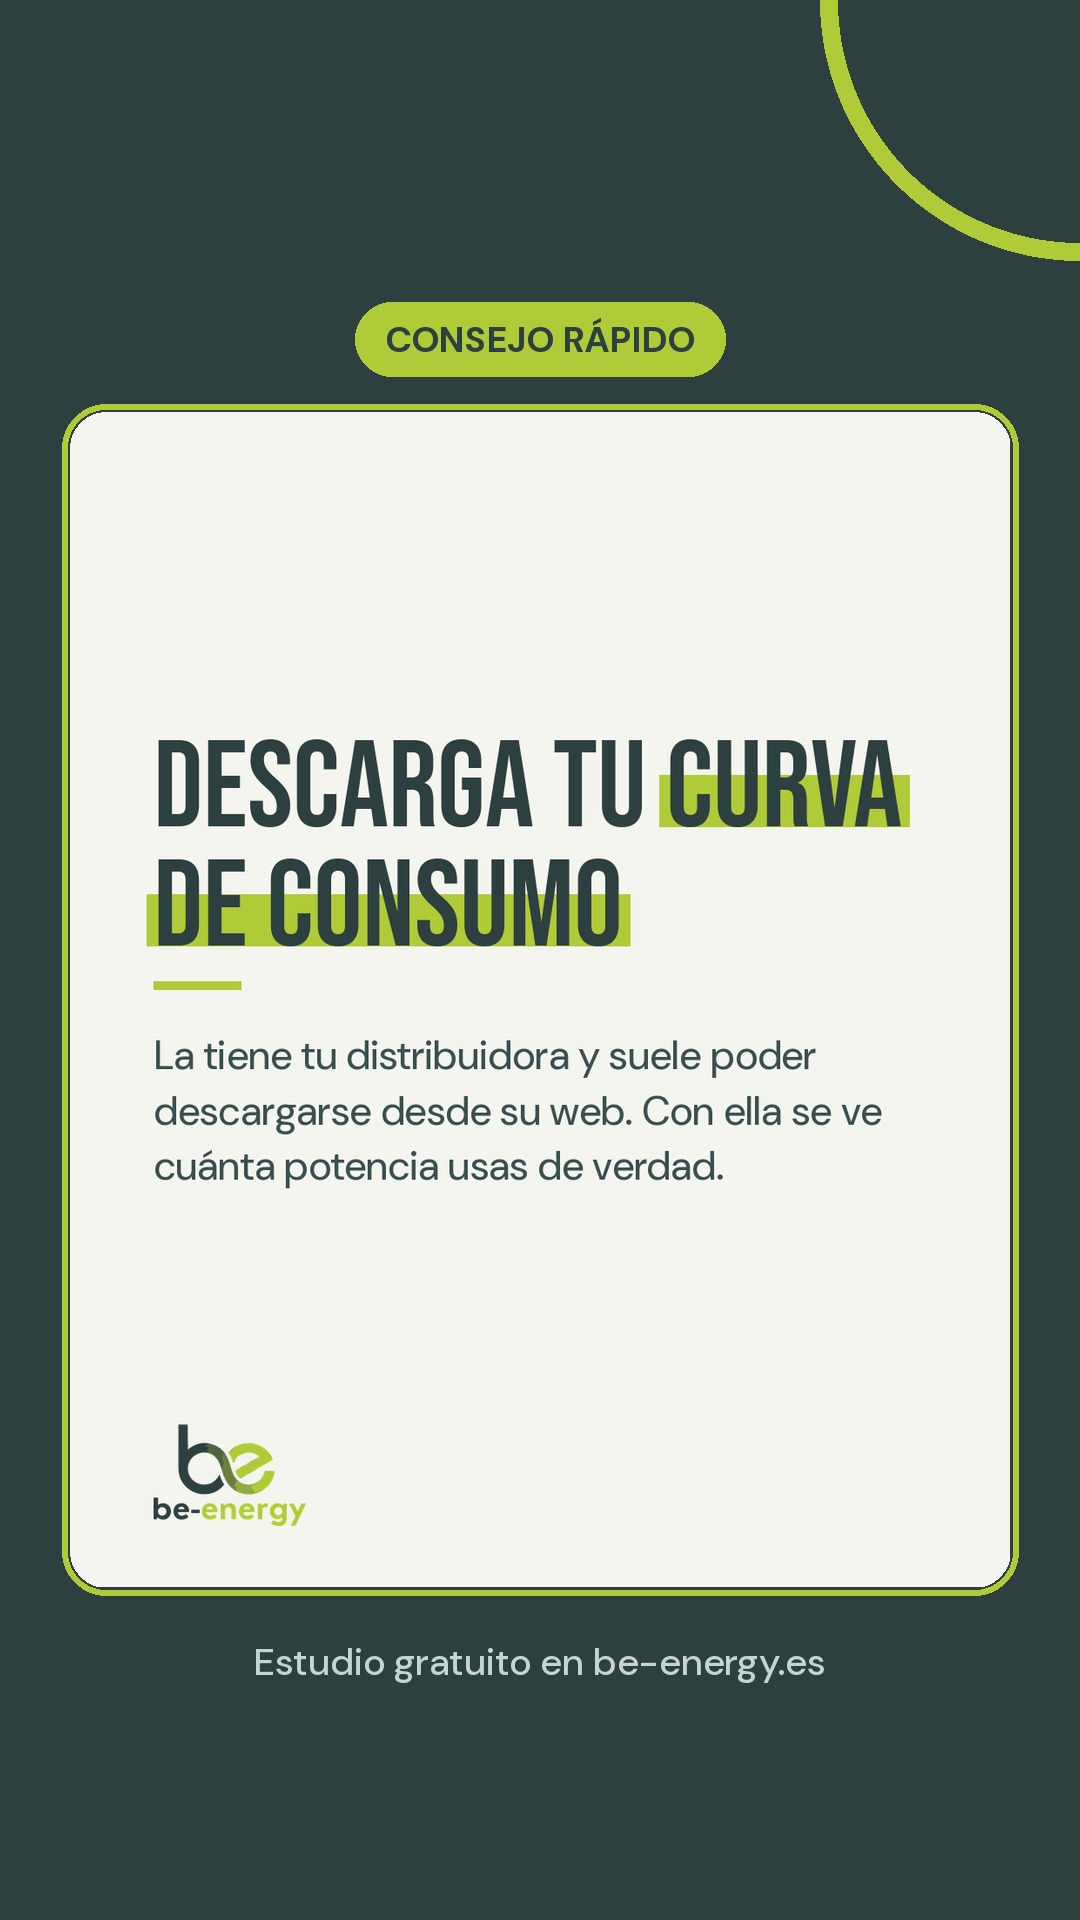 CONSEJO RÁPIDO
DESCARGA TU CURVA
DE CONSUMO
La tiene tu distribuidora y suele poder
descargarse desde su web. Con ella se ve
cuánta potencia usas de verdad.
be
be-energy
Estudio gratuito en be-energy.es